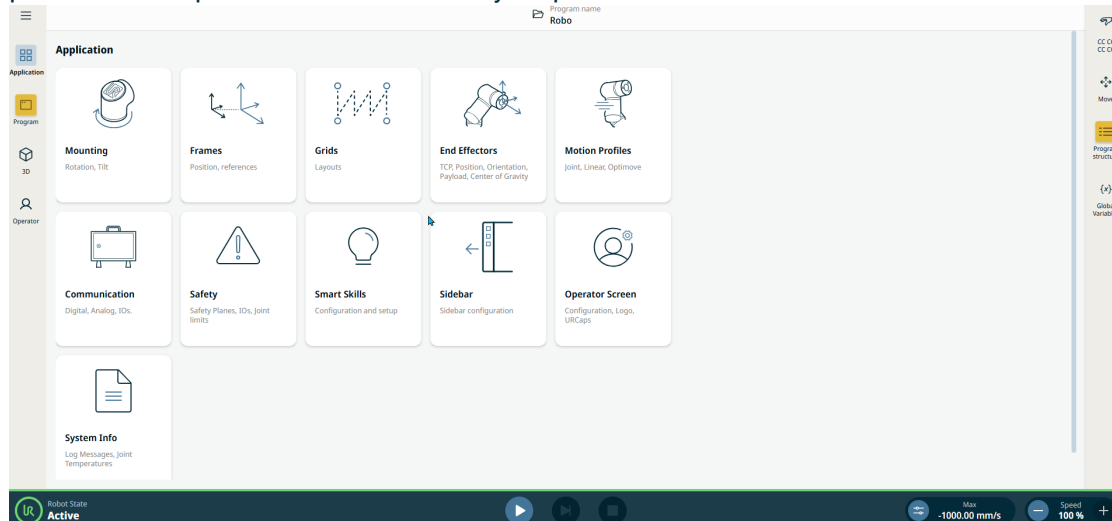 Program name
Robo
Application
Application
Program
3D
Operator
Mounting
Rotation, Tilt
Frames
Position, references
Grids
Layouts
End Effectors
TCP, Position, Orientation,
Payload, Center of Gravity
Motion Profiles
Joint, Linear, Optimove
Communication
Digital, Analog, IOs.
Safety
Safety Planes, IOs, Joint
limits
Smart Skills
Configuration and setup
Sidebar
Sidebar configuration
Operator Screen
Configuration, Logo,
URCaps
System Info
Log Messages, Joint
Temperatures
Move
{x}
Robot State
Active
Max
-1000.00 mm/s
Speed
100 %